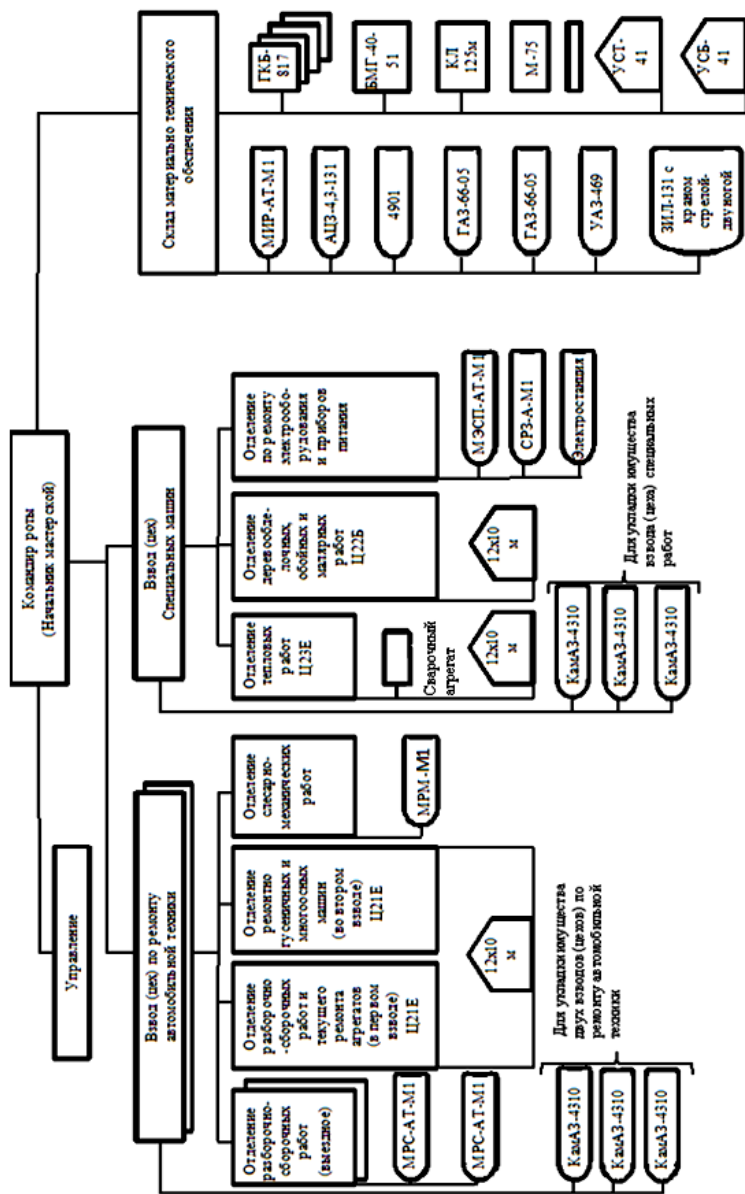 Командир роты
(Начальник мастерской)
Управление
Взвод (цех) по ремонту
автомобильной техники
Взвод (цех)
Специальных машин
Склад материально технического
обеспечения
Отделение
разборочно-
сборочных
работ
(выездное)
МРС-АТ-М1
МРС-АТ-М1
Отделение
разборочно
-сборочных
работ и
текущего
ремонта
агрегатов
(в первом
взводе)
Ц21Е
Отделение
ремонтно
гусеничных и
многоосных
машин
(во втором
взводе)
Ц21Е
12х10
м
Отделение
слесарно-
механических
работ
МРМ-М1
КамАЗ-4310
КамАЗ-4310
КамАЗ-4310
Для укладки имущества
двух взводов (цехов) по
ремонту автомобильной
техники
Отделение
тепловых
работ
Ц23Е
Сварочный
агрегат
12х10
м
Отделение
деревообде-
лочных,
обойных и
малярных
работ
Ц22Б
12х10
м
Отделение
по ремонту
электрообо-
рудования
и приборов
питания
МЭСП-АТ-М1
СРЗ-А-М1
Электростанция
КамАЗ-4310
КамАЗ-4310
КамАЗ-4310
Для укладки имущества
взвода (цеха) специальных
работ
МИР-АТ-М1
АЦЗ-4,3-131
4901
ГАЗ-66-05
ГАЗ-66-05
УАЗ-469
ЗИЛ-131 с
краном
стрелой-
двуногой
ГКБ-
817
БМГ-40-
51
КЛ
125м
М-75
УСТ-
41
УСБ-
41